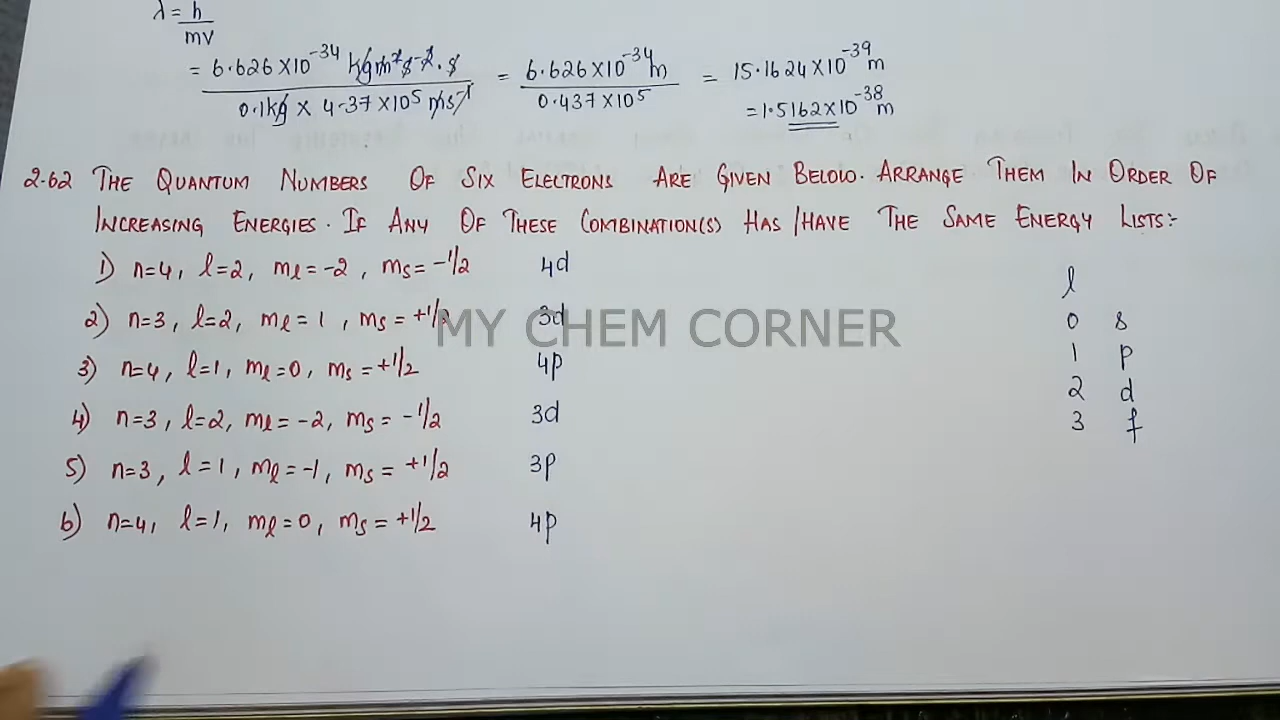 λ = h
mv
= 6.626×10⁻³⁴ kgm²s⁻². s = 6.626×10⁻³⁴m = 15.1624×10⁻³⁹m
0.1kg × 4.37×10⁵ms⁻¹ 0.437×10⁵ =1.5162×10⁻³⁸m
2.62 THE QUANTUM NUMBERS OF SIX ELECTRONS ARE GIVEN BELOW. ARRANGE THEM IN ORDER OF
INCREASING ENERGIES. IF ANY OF THESE COMBINATION(S) HAS/HAVE THE SAME ENERGY LISTS:-
1) n=4, l=2, mₗ=-2, mₛ=-1/2 4d
2) n=3, l=2, mₗ=1, mₛ=+1/2 3d
3) n=4, l=1, mₗ=0, mₛ=+1/2 4p
4) n=3, l=2, mₗ=-2, mₛ=-1/2 3d
5) n=3, l=1, mₗ=-1, mₛ=+1/2 3p
6) n=4, l=1, mₗ=0, mₛ=+1/2 4p
l
0 s
1 p
2 d
3 f
MY CHEM CORNER